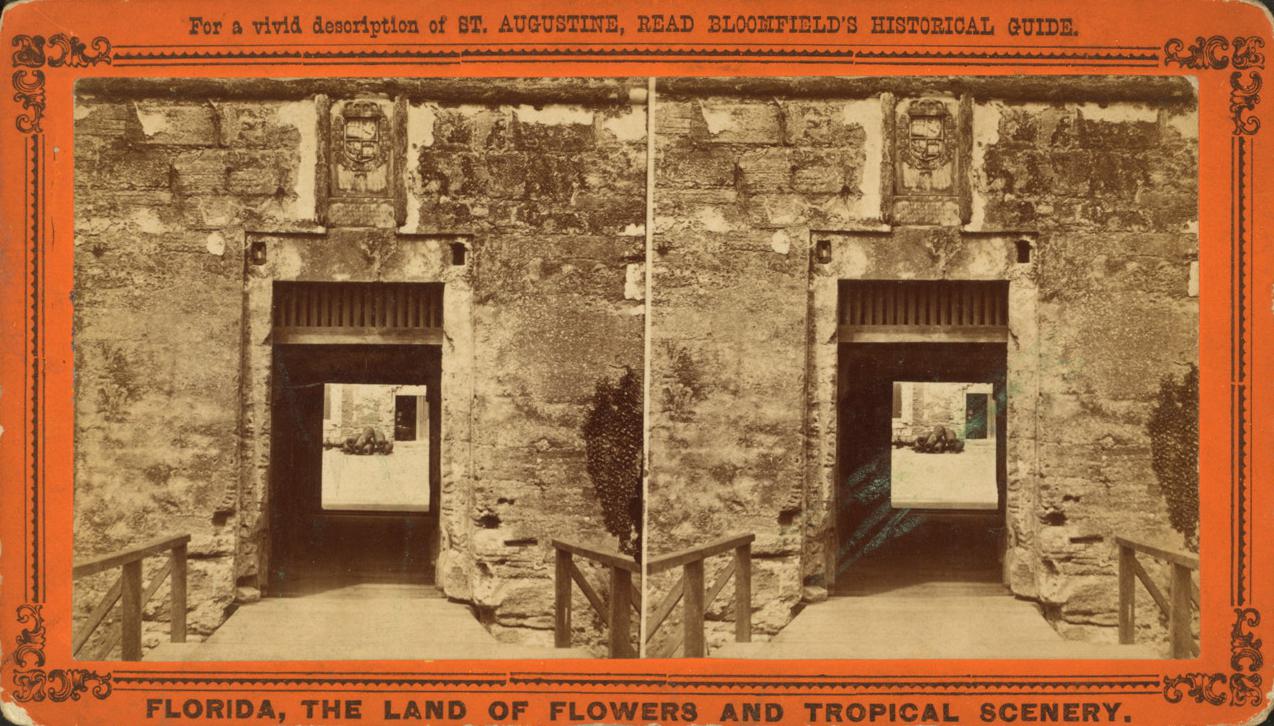 For a vivid description of ST. AUGUSTINE, READ BLOOMFIELD'S HISTORICAL GUIDE.
FLORIDA, THE LAND OF FLOWERS AND TROPICAL SCENERY.